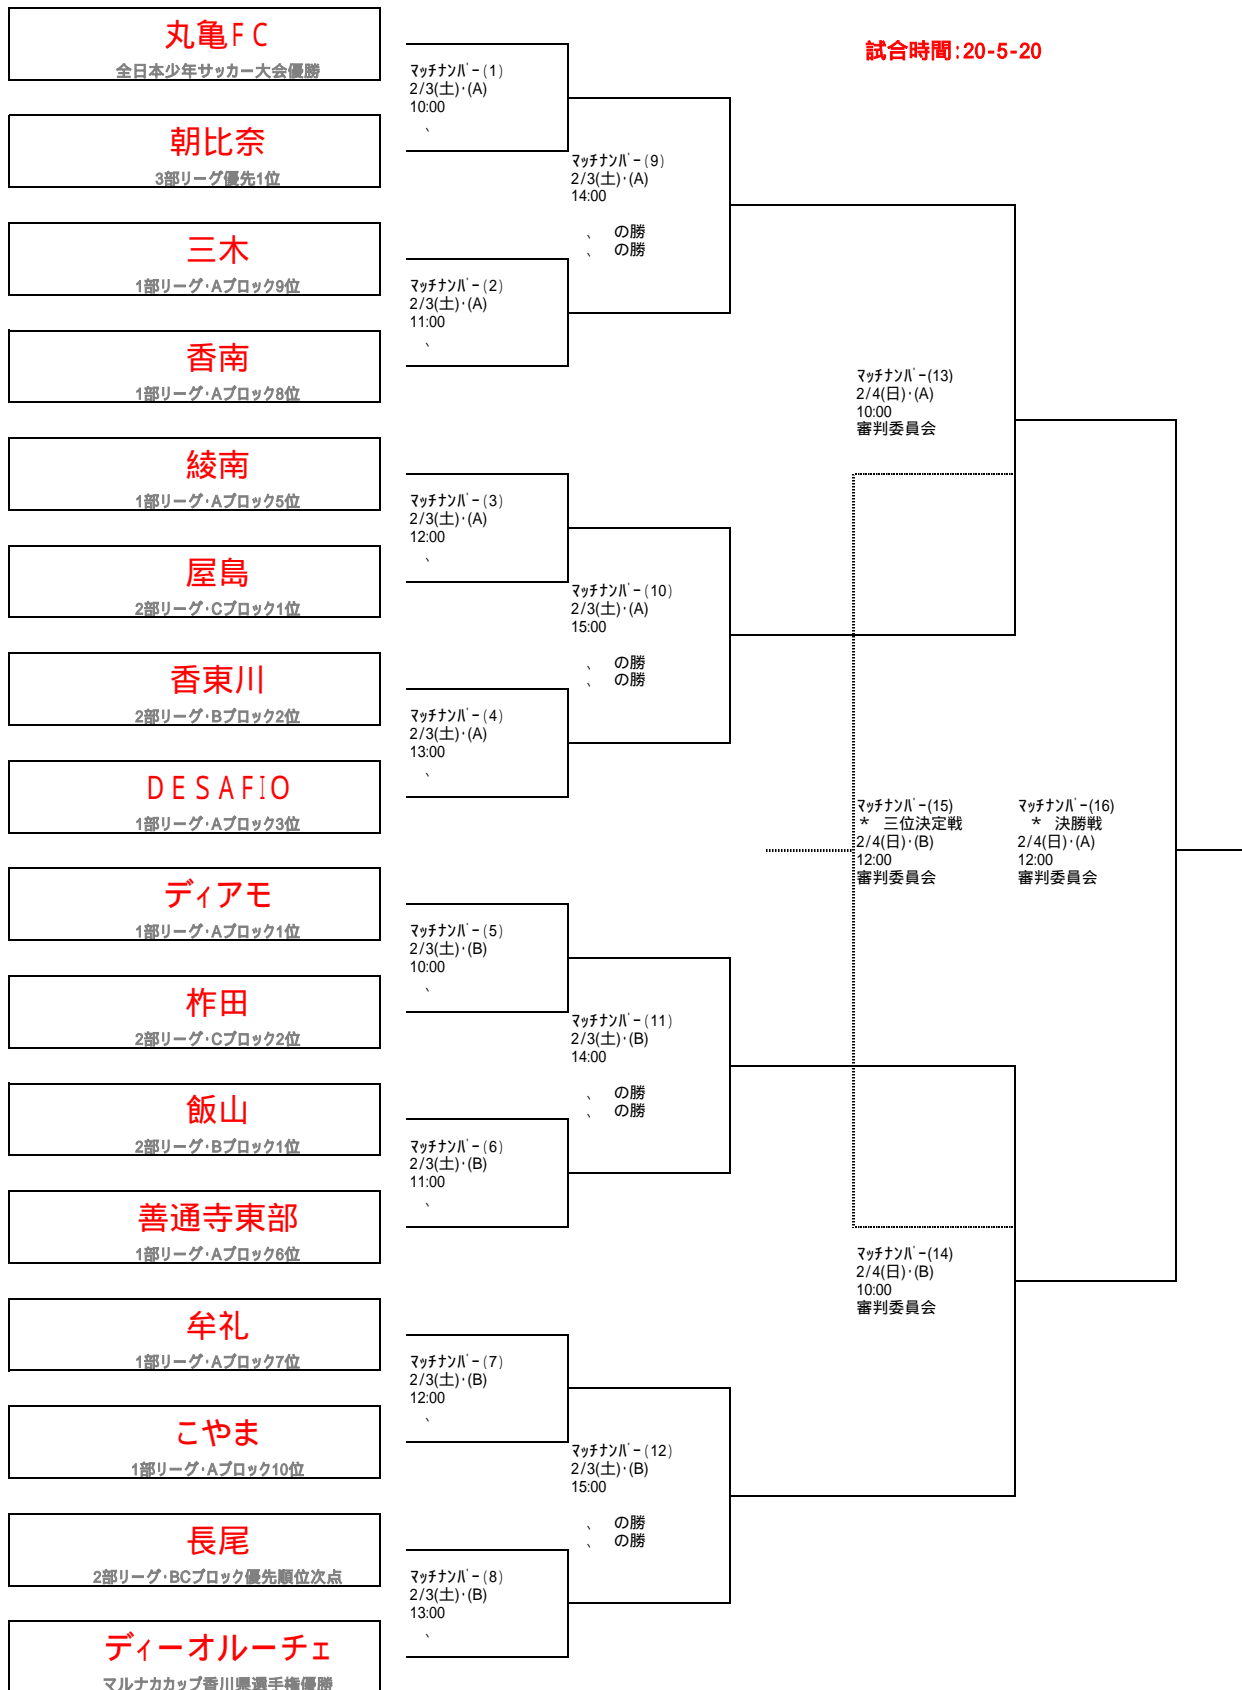 丸亀ＦＣ
全日本少年サッカー大会優勝
試合時間：20-5-20
ﾏｯﾁﾅﾝﾊﾞｰ(1)
2/3(土)・(A)
10:00
、
朝比奈
3部リーグ優先1位
ﾏｯﾁﾅﾝﾊﾞｰ(9)
2/3(土)・(A)
14:00
、　の勝
、　の勝
三木
1部リーグ・Aブロック9位
ﾏｯﾁﾅﾝﾊﾞｰ(2)
2/3(土)・(A)
11:00
、
香南
1部リーグ・Aブロック8位
ﾏｯﾁﾅﾝﾊﾞｰ(13)
2/4(日)・(A)
10:00
審判委員会
綾南
1部リーグ・Aブロック5位
ﾏｯﾁﾅﾝﾊﾞｰ(3)
2/3(土)・(A)
12:00
、
屋島
2部リーグ・Cブロック1位
ﾏｯﾁﾅﾝﾊﾞｰ(10)
2/3(土)・(A)
15:00
、　の勝
、　の勝
香東川
2部リーグ・Bブロック2位
ﾏｯﾁﾅﾝﾊﾞｰ(4)
2/3(土)・(A)
13:00
、
ＤＥＳＡＦＩＯ
1部リーグ・Aブロック3位
ﾏｯﾁﾅﾝﾊﾞｰ(15)
*　三位決定戦
2/4(日)・(B)
12:00
審判委員会
ﾏｯﾁﾅﾝﾊﾞｰ(16)
*　決勝戦
2/4(日)・(A)
12:00
審判委員会
ディアモ
1部リーグ・Aブロック1位
ﾏｯﾁﾅﾝﾊﾞｰ(5)
2/3(土)・(B)
10:00
、
柞田
2部リーグ・Cブロック2位
ﾏｯﾁﾅﾝﾊﾞｰ(11)
2/3(土)・(B)
14:00
、　の勝
、　の勝
飯山
2部リーグ・Bブロック1位
ﾏｯﾁﾅﾝﾊﾞｰ(6)
2/3(土)・(B)
11:00
、
善通寺東部
1部リーグ・Aブロック6位
ﾏｯﾁﾅﾝﾊﾞｰ(14)
2/4(日)・(B)
10:00
審判委員会
牟礼
1部リーグ・Aブロック7位
ﾏｯﾁﾅﾝﾊﾞｰ(7)
2/3(土)・(B)
12:00
、
こやま
1部リーグ・Aブロック10位
ﾏｯﾁﾅﾝﾊﾞｰ(12)
2/3(土)・(B)
15:00
、　の勝
、　の勝
長尾
2部リーグ・BCブロック優先順位次点
ﾏｯﾁﾅﾝﾊﾞｰ(8)
2/3(土)・(B)
13:00
、
ディーオルーチェ
マルナカカップ香川県選手権優勝